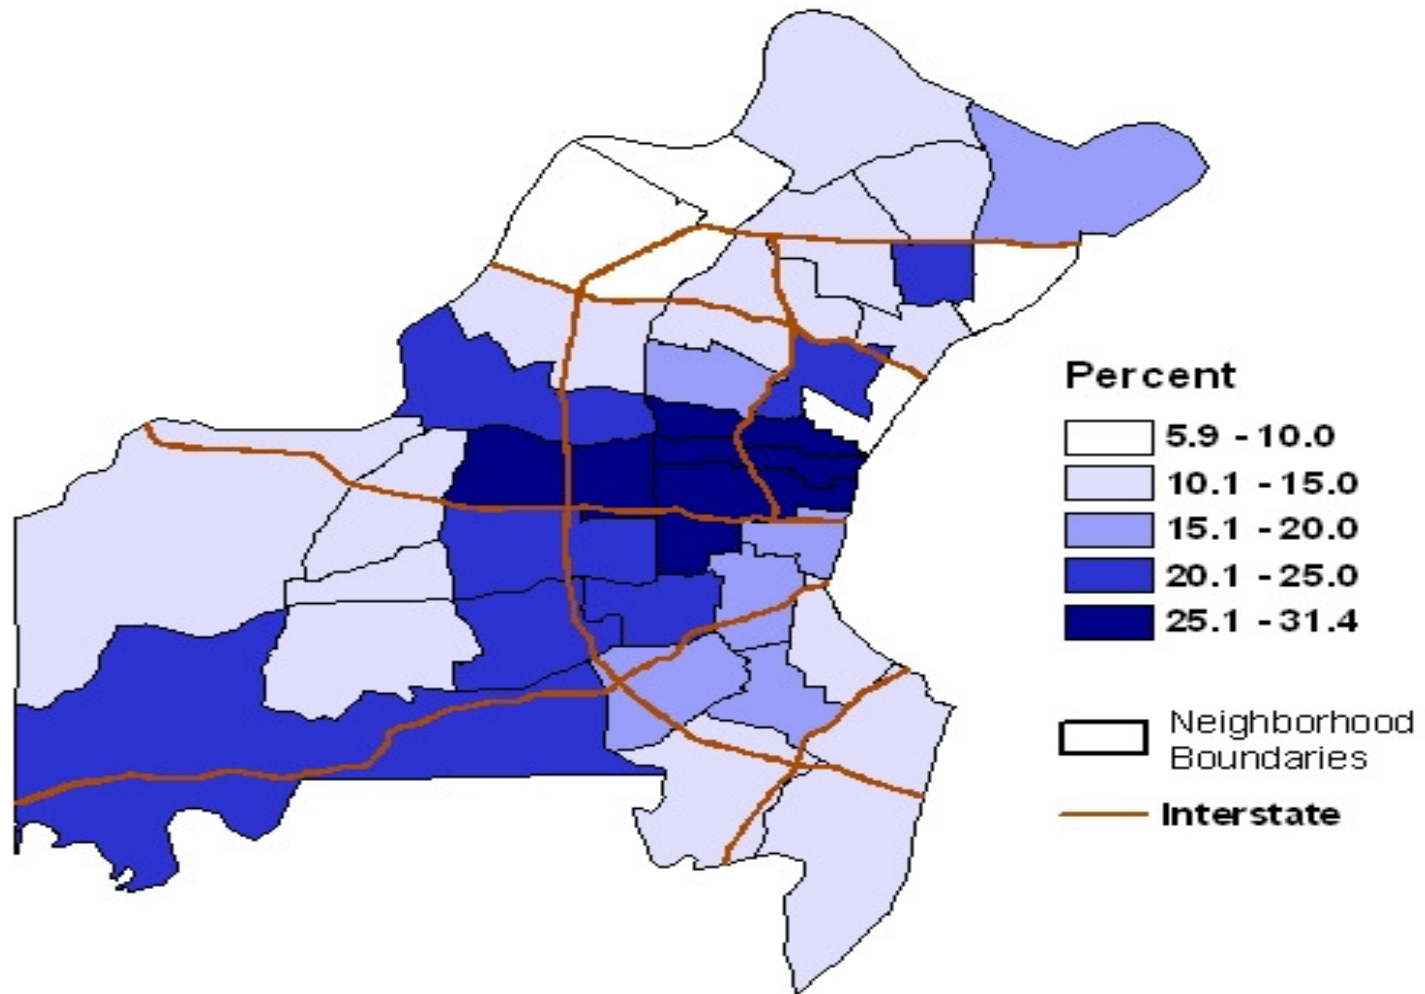 Percent
5.9 - 10.0
10.1 - 15.0
15.1 - 20.0
20.1 - 25.0
25.1 - 31.4
Neighborhood
Boundaries
Interstate